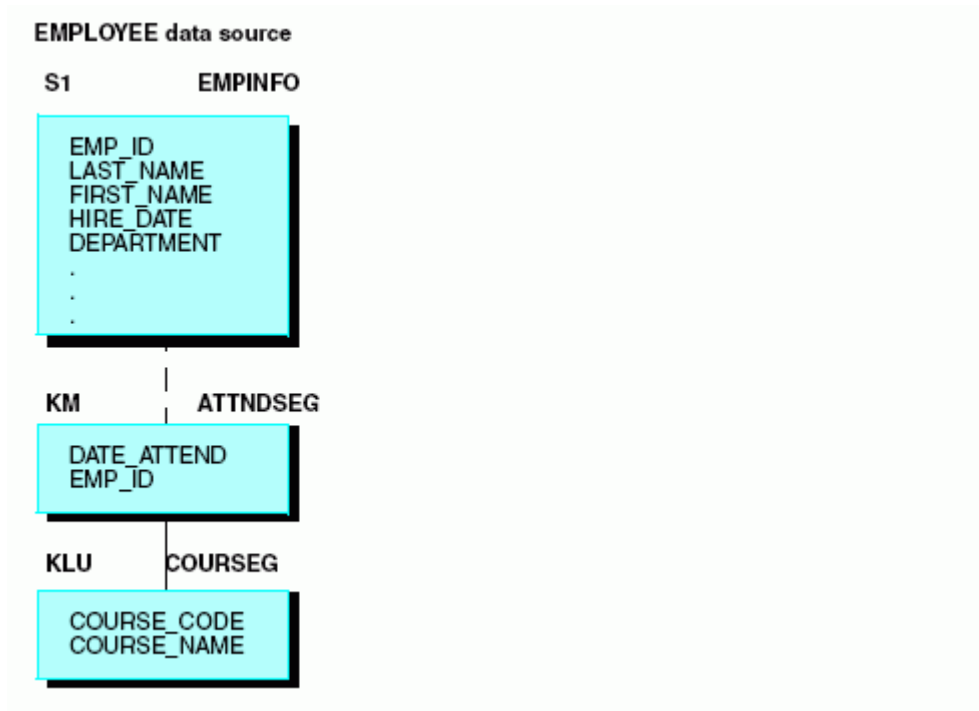 EMPLOYEE data source
S1 EMPINFO
EMP_ID
LAST_NAME
FIRST_NAME
HIRE_DATE
DEPARTMENT
.
.
.
KM ATTNDSEG
DATE_ATTEND
EMP_ID
KLU COURSEG
COURSE_CODE
COURSE_NAME